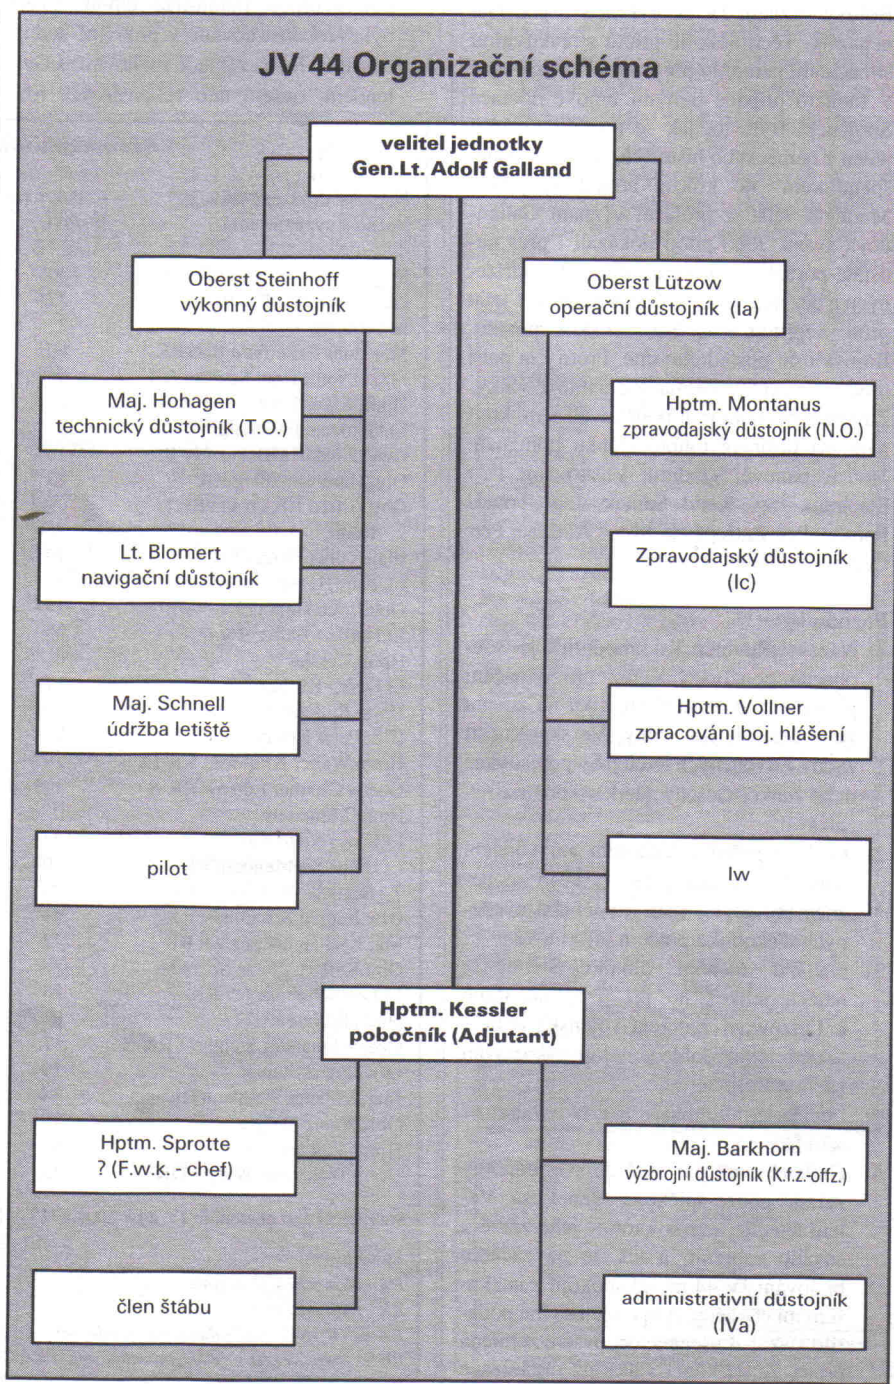 JV 44 Organizační schéma
velitel jednotky
Gen.Lt. Adolf Galland
Oberst Steinhoff
výkonný důstojník
Oberst Lützow
operační důstojník (Ia)
Maj. Hohagen
technický důstojník (T.O.)
Hptm. Montanus
zpravodajský důstojník (N.O.)
Lt. Blomert
navigační důstojník
Zpravodajský důstojník
(Ic)
Maj. Schnell
údržba letiště
Hptm. Vollner
zpracování boj. hlášení
pilot
Iw
Hptm. Kessler
pobočník (Adjutant)
Hptm. Sprotte
? (F.w.k. - chef)
Maj. Barkhorn
výzbrojní důstojník (K.f.z.-offz.)
člen štábu
administrativní důstojník
(IVa)